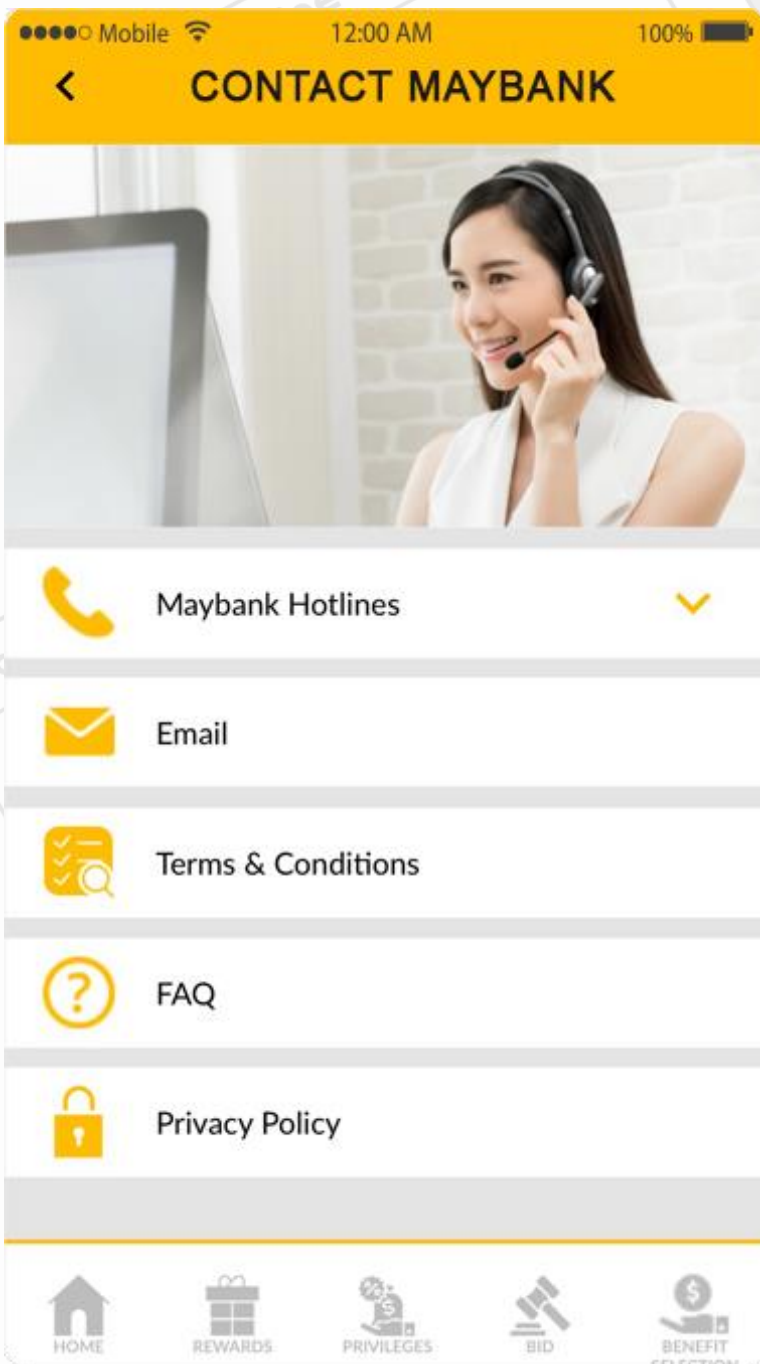 Mobile 12:00 AM 100%
CONTACT MAYBANK
Maybank Hotlines
Email
Terms & Conditions
FAQ
Privacy Policy
HOME REWARDS PRIVILEGES BID BENEFIT
SELECTION